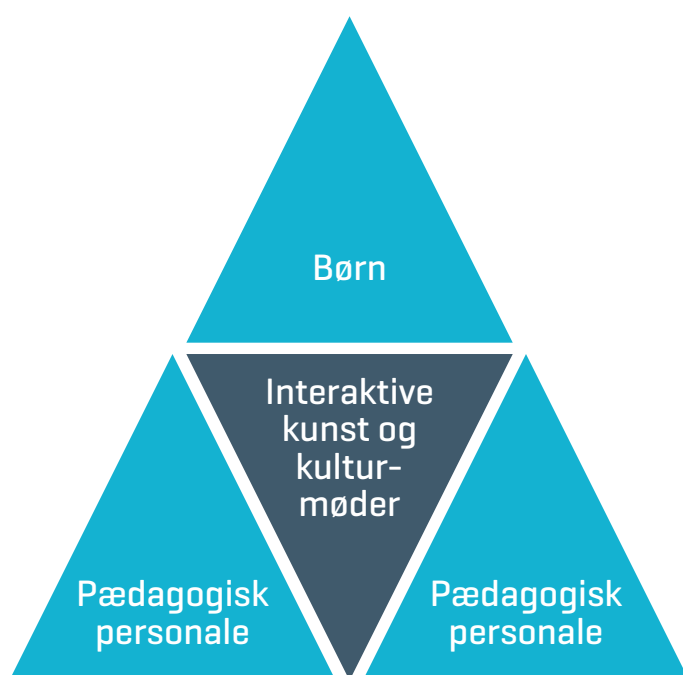 Børn
Interaktive
kunst og
kultur-
møder
Pædagogisk
personale
Pædagogisk
personale